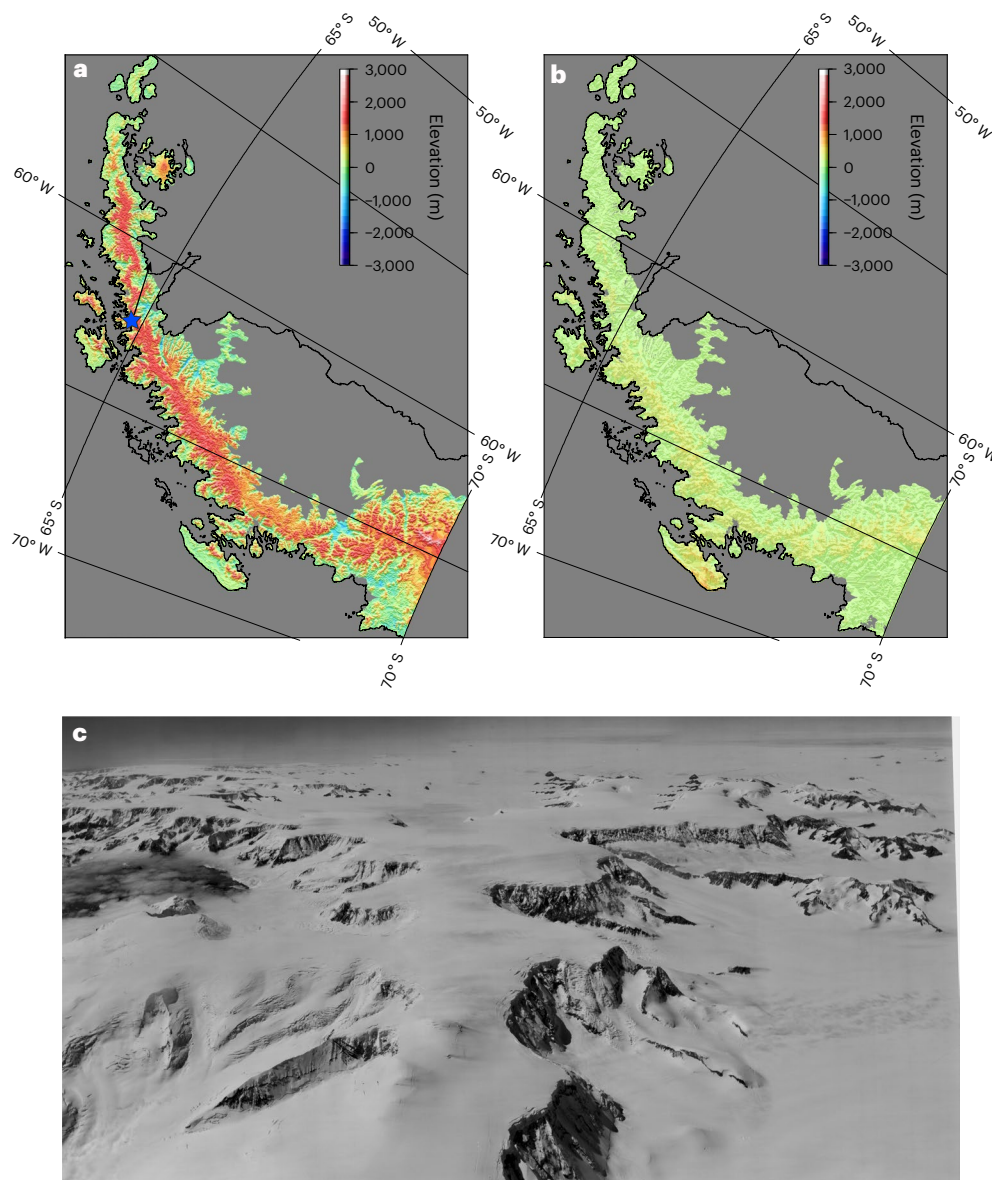 65° S
50° W
a
3,000
2,000
1,000
0
–1,000
–2,000
–3,000
Elevation (m)
50° W
60° W
60° W
70° S
65° S
70° W
70° S
65° S
50° W
b
3,000
2,000
1,000
0
–1,000
–2,000
–3,000
Elevation (m)
50° W
60° W
60° W
70° S
65° S
70° W
70° S
c